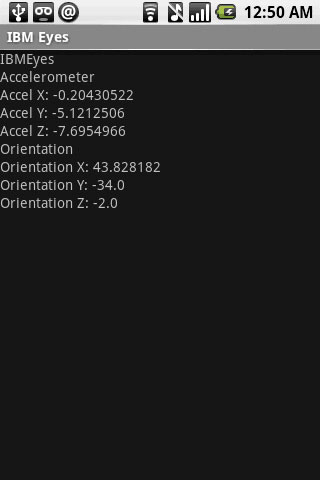 12:50 AM
IBM Eyes
IBMEyes
Accelerometer
Accel X: -0.20430522
Accel Y: -5.1212506
Accel Z: -7.6954966
Orientation
Orientation X: 43.828182
Orientation Y: -34.0
Orientation Z: -2.0